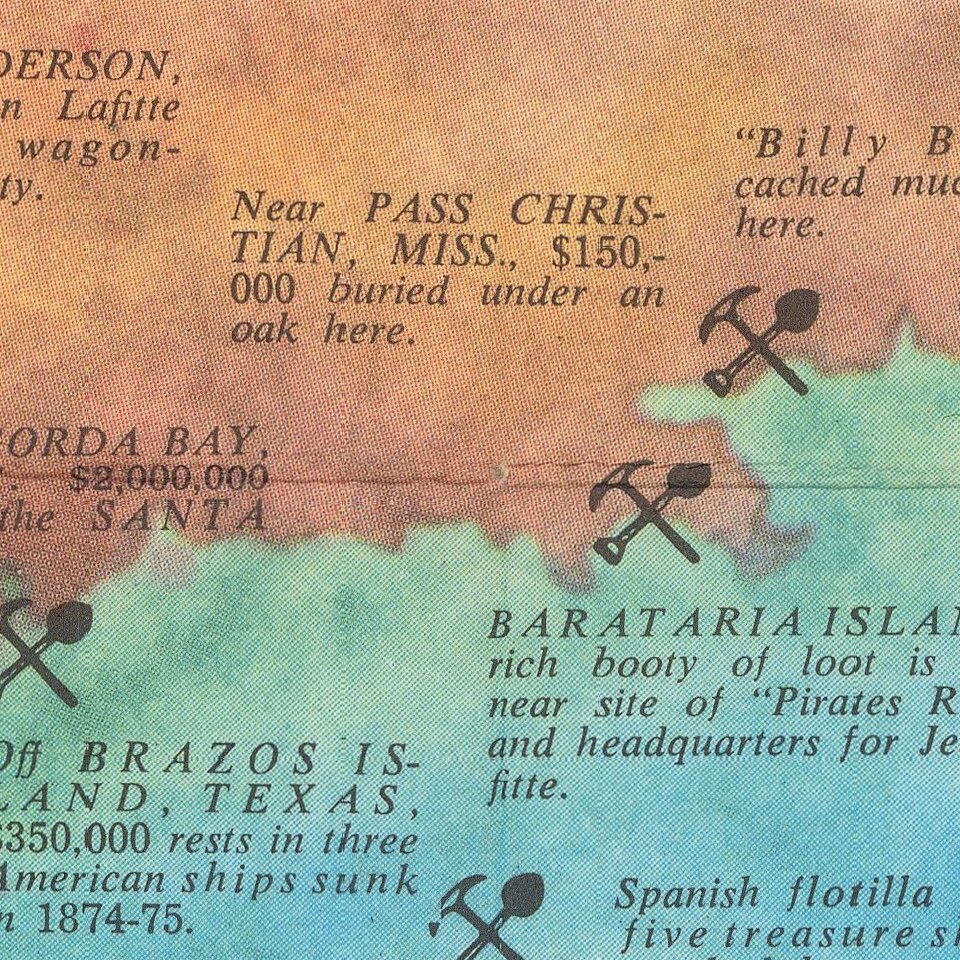 DERSON,
n Lafitte
wagon-
ty.
"Billy B
cached muc
here.
Near PASS CHRIS-
TIAN, MISS., $150,-
000 buried under an
oak here.
ORDA BAY,
. $2,000,000
the SANTA
BARATARIA ISLAN
rich booty of loot is
near site of "Pirates R
and headquarters for Je
fitte.
Off BRAZOS IS-
LAND, TEXAS,
$350,000 rests in three
American ships sunk
n 1874-75.
Spanish flotilla
five treasure s